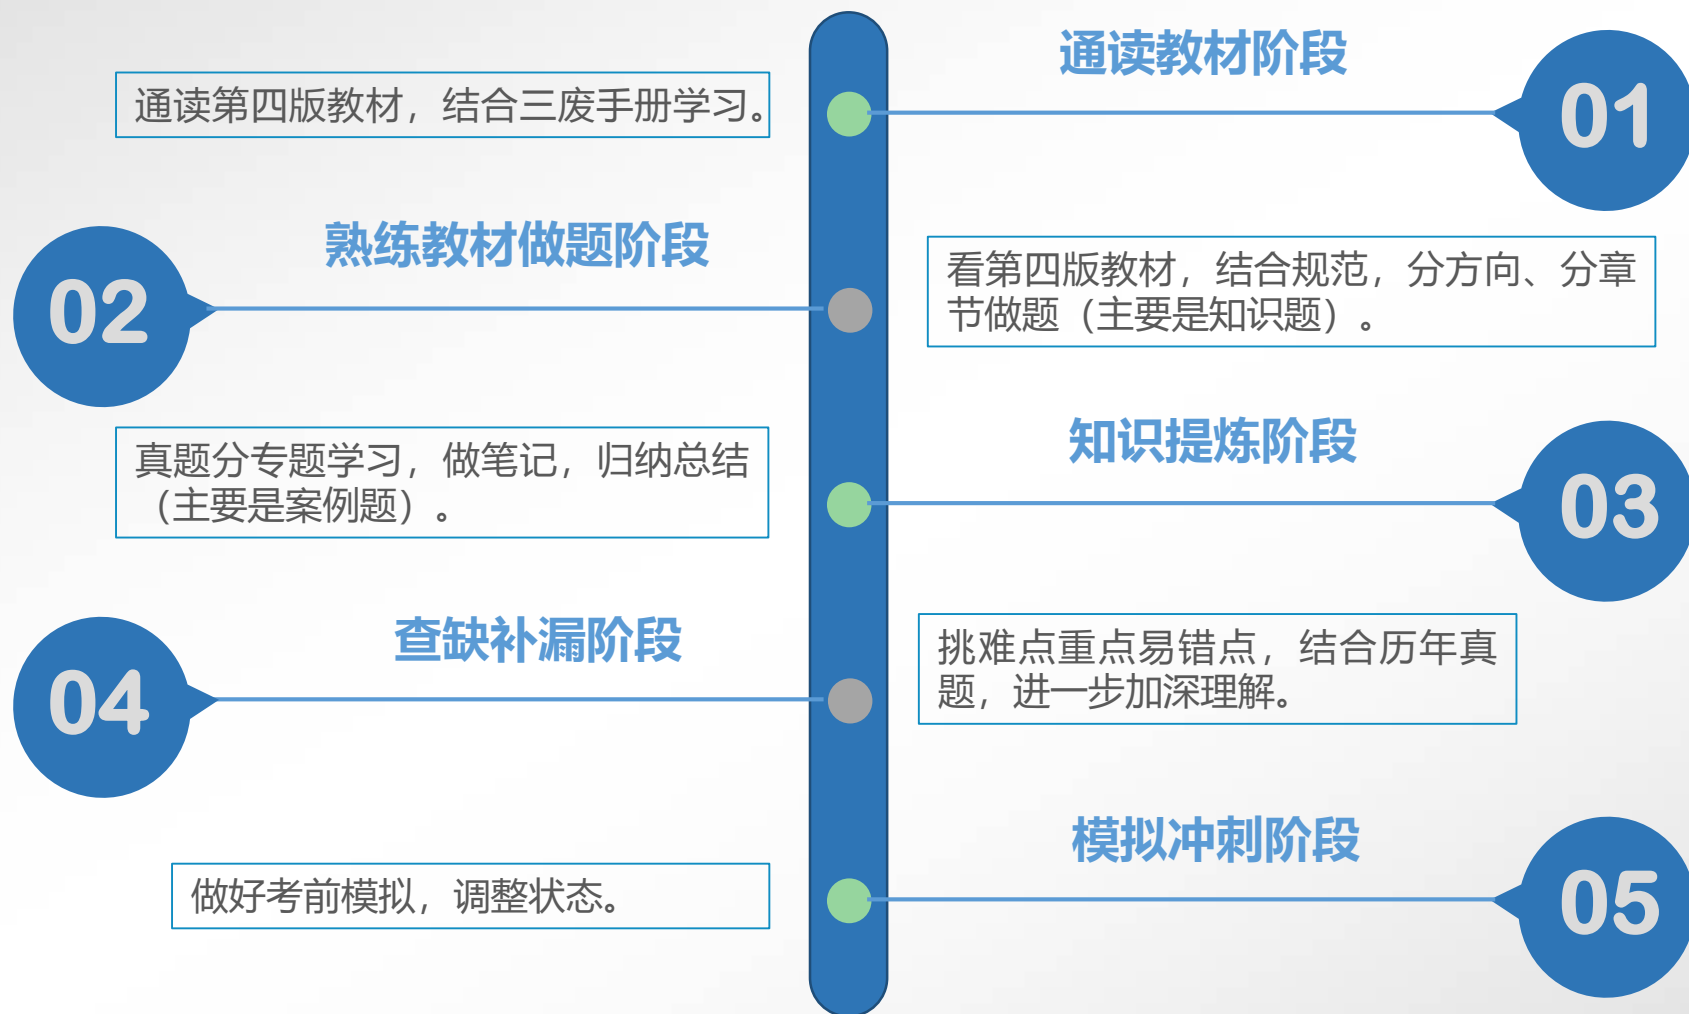 通读教材阶段
01
通读第四版教材，结合三废手册学习。
熟练教材做题阶段
02
看第四版教材，结合规范，分方向、分章
节做题（主要是知识题）。
知识提炼阶段
03
真题分专题学习，做笔记，归纳总结
（主要是案例题）。
查缺补漏阶段
04
挑难点重点易错点，结合历年真
题，进一步加深理解。
模拟冲刺阶段
05
做好考前模拟，调整状态。